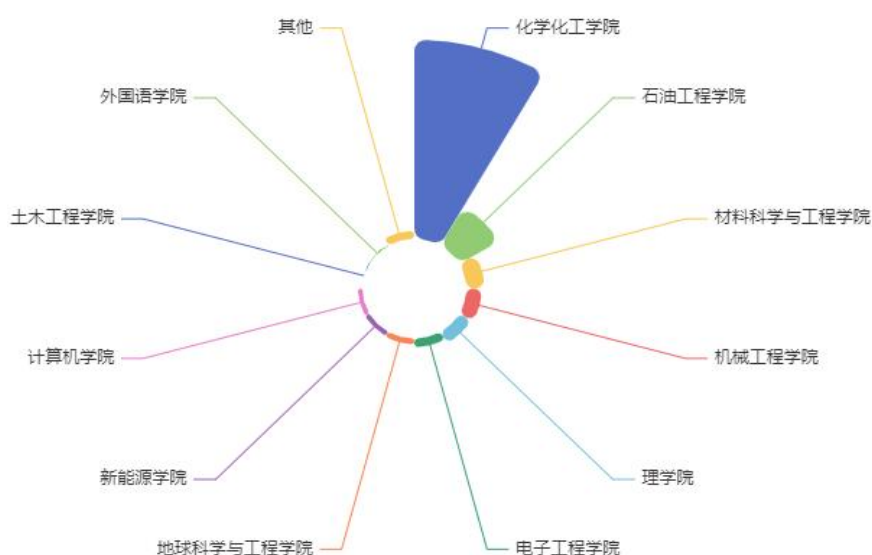 其他
化学化工学院
外国语学院
石油工程学院
土木工程学院
材料科学与工程学院
计算机学院
机械工程学院
新能源学院
理学院
地球科学与工程学院
电子工程学院